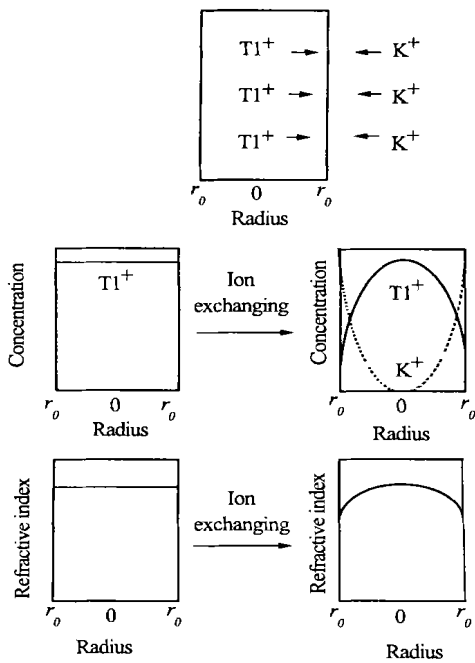 Tl+ K+
Tl+ K+
Tl+ K+
r0 0 r0
Radius
Concentration
Tl+
r0 0 r0
Radius
Ion
exchanging
Concentration
Tl+
K+
r0 0 r0
Radius
Refractive index
r0 0 r0
Radius
Ion
exchanging
Refractive index
r0 0 r0
Radius